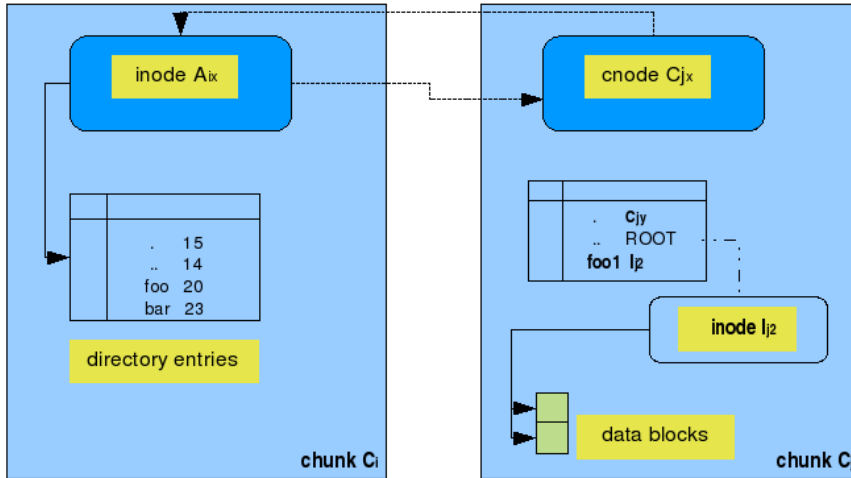 inode Aix
cnode Cjx
. 15
.. 14
foo 20
bar 23
directory entries
chunk Ci
. Cjy
.. ROOT
foo1 Ij2
inode Ij2
data blocks
chunk C